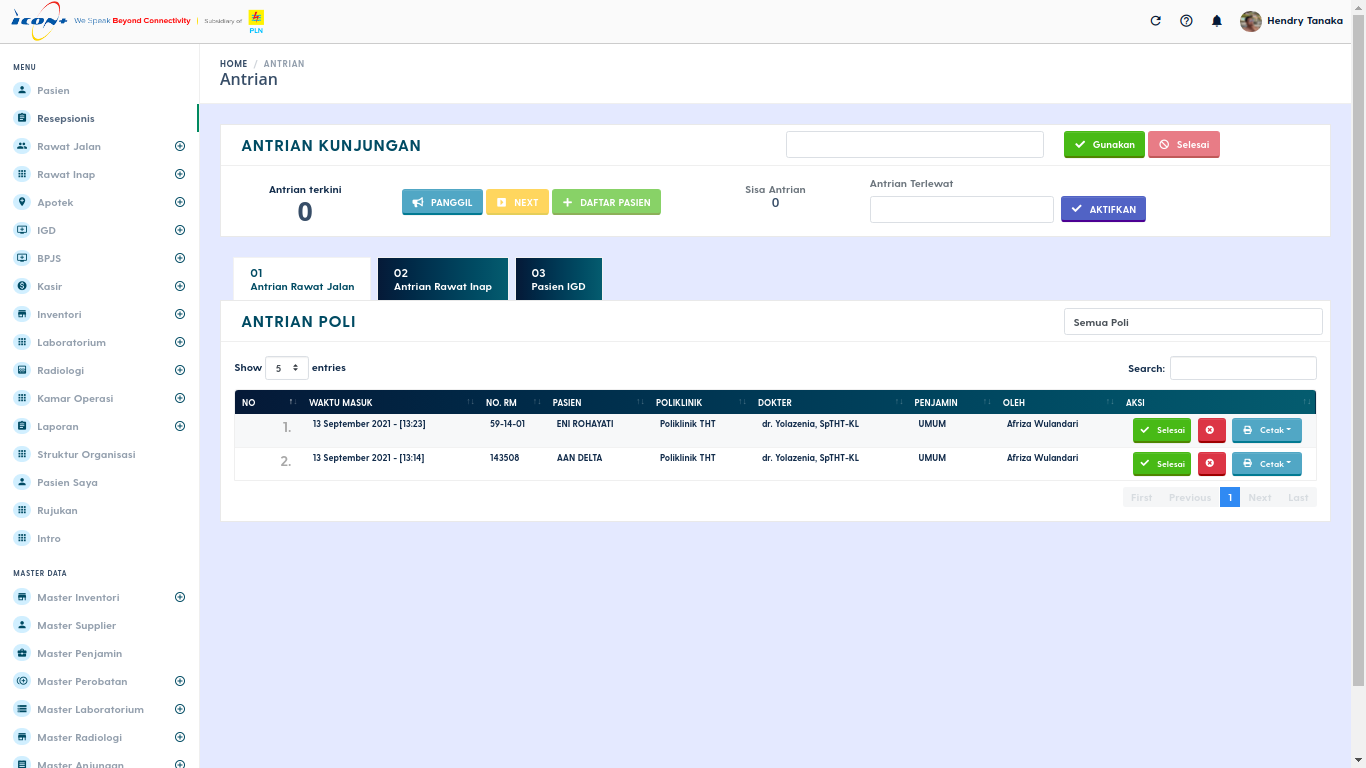 icon+ We Speak Beyond Connectivity | Subsidiary of PLN
Hendry Tanaka
MENU
Pasien
Resepsionis
Rawat Jalan
Rawat Inap
Apotek
IGD
BPJS
Kasir
Inventori
Laboratorium
Radiologi
Kamar Operasi
Laporan
Struktur Organisasi
Pasien Saya
Rujukan
Intro
MASTER DATA
Master Inventori
Master Supplier
Master Penjamin
Master Perobatan
Master Laboratorium
Master Radiologi
Master Anjungan
HOME / ANTRIAN
Antrian
ANTRIAN KUNJUNGAN
Gunakan
Selesai
Antrian terkini
0
PANGGIL
NEXT
DAFTAR PASIEN
Sisa Antrian
0
Antrian Terlewat
AKTIFKAN
01
Antrian Rawat Jalan
02
Antrian Rawat Inap
03
Pasien IGD
ANTRIAN POLI
Semua Poli
Show 5 entries
Search:
NO WAKTU MASUK NO. RM PASIEN POLIKLINIK DOKTER PENJAMIN OLEH AKSI
1. 13 September 2021 - [13:23] 59-14-01 ENI ROHAYATI Poliklinik THT dr. Yolazenia, SpTHT-KL UMUM Afriza Wulandari Selesai Cetak
2. 13 September 2021 - [13:14] 143508 AAN DELTA Poliklinik THT dr. Yolazenia, SpTHT-KL UMUM Afriza Wulandari Selesai Cetak
First Previous 1 Next Last